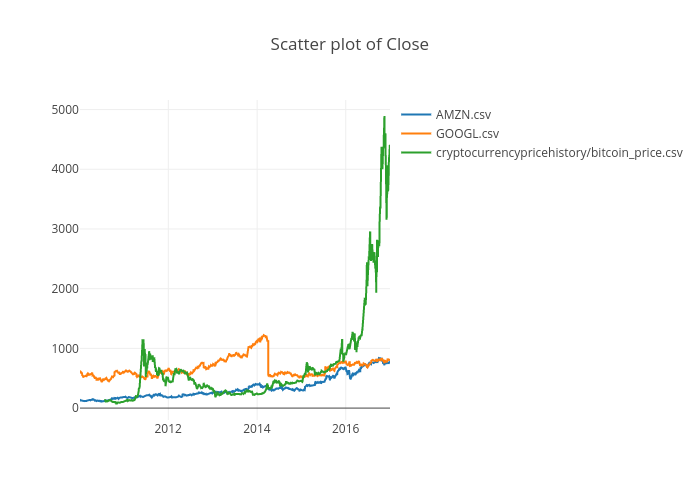 Scatter plot of Close
5000
4000
3000
2000
1000
0
2012
2014
2016
AMZN.csv
GOOGL.csv
cryptocurrencypricehistory/bitcoin_price.csv